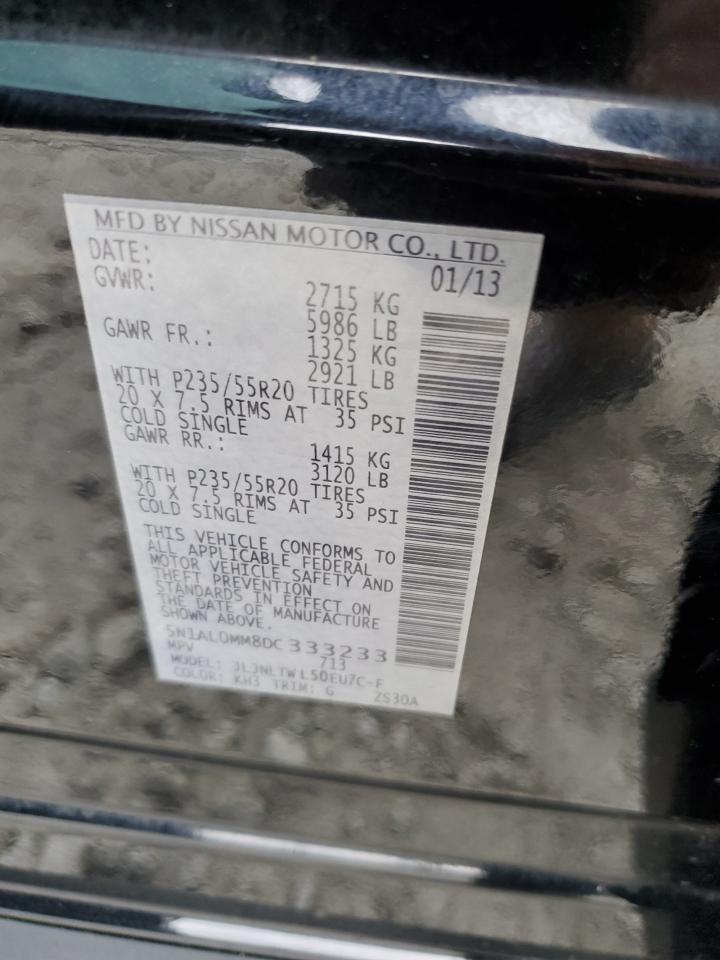 MFD BY NISSAN MOTOR CO., LTD.
DATE: 01/13
GVWR: 2715 KG
5986 LB
GAWR FR.: 1325 KG
2921 LB
WITH P235/55R20 TIRES
20 X 7.5 RIMS AT 35 PSI
COLD SINGLE
GAWR RR.: 1415 KG
3120 LB
WITH P235/55R20 TIRES
20 X 7.5 RIMS AT 35 PSI
COLD SINGLE
THIS VEHICLE CONFORMS TO
ALL APPLICABLE FEDERAL
MOTOR VEHICLE SAFETY AND
THEFT PREVENTION
STANDARDS IN EFFECT ON
THE DATE OF MANUFACTURE
SHOWN ABOVE.
5N1AL0MM8DC333233
MPV 713
MODEL: JLJNLTWL50EU7C-F
COLOR: KH3 TRIM: G ZS30A